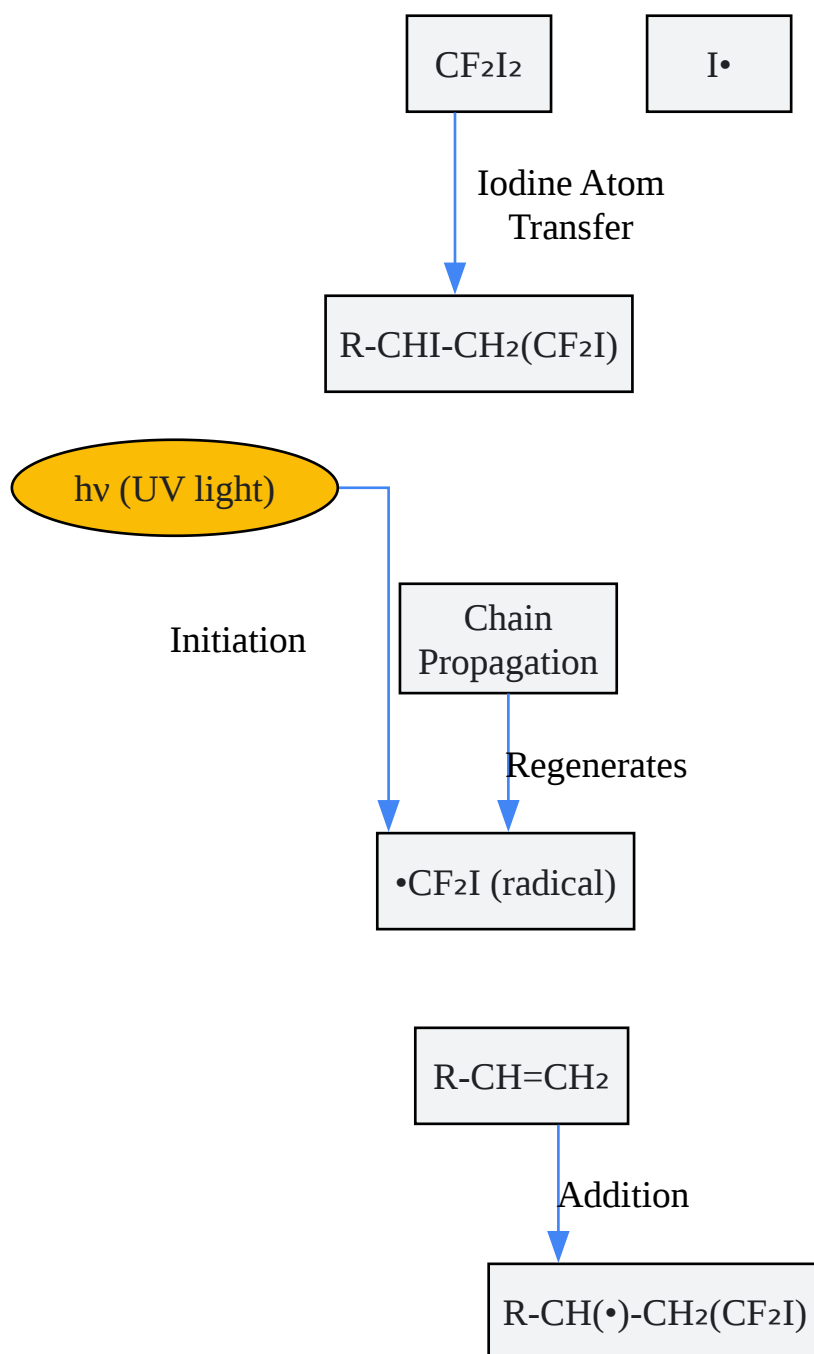 CF₂I₂
I•
Iodine Atom
Transfer
R-CHI-CH₂(CF₂I)
hν (UV light)
Initiation
Chain
Propagation
Regenerates
•CF₂I (radical)
R-CH=CH₂
Addition
R-CH(•)-CH₂(CF₂I)